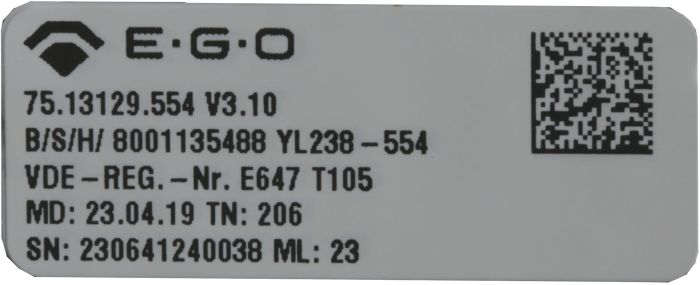 E·G·O
75.13129.554 V3.10
B/S/H/ 8001135488 YL238-554
VDE-REG.-Nr. E647 T105
MD: 23.04.19 TN: 206
SN: 230641240038 ML: 23